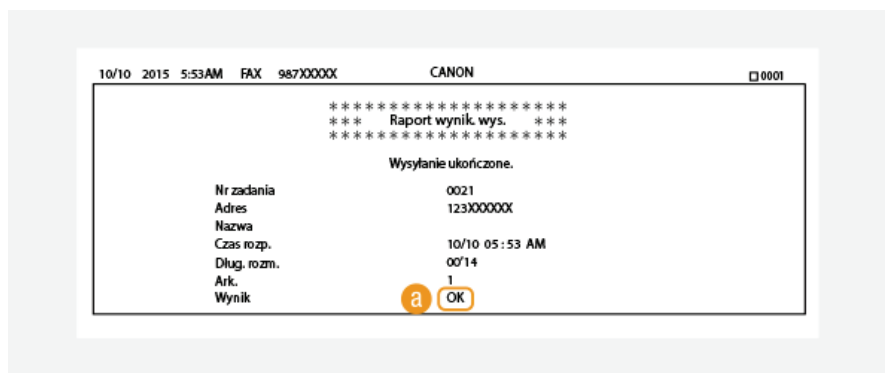 10/10 2015 5:53AM FAX 987XXXXX CANON 0001
* * * * * * * * * * * * * * * * * * * *
* * * Raport wynik. wys. * * *
* * * * * * * * * * * * * * * * * * * *
Wysyłanie ukończone.
Nr zadania 0021
Adres 123XXXXXX
Nazwa
Czas rozp. 10/10 05 : 53 AM
Dług. rozm. 00'14
Ark. 1
Wynik a OK